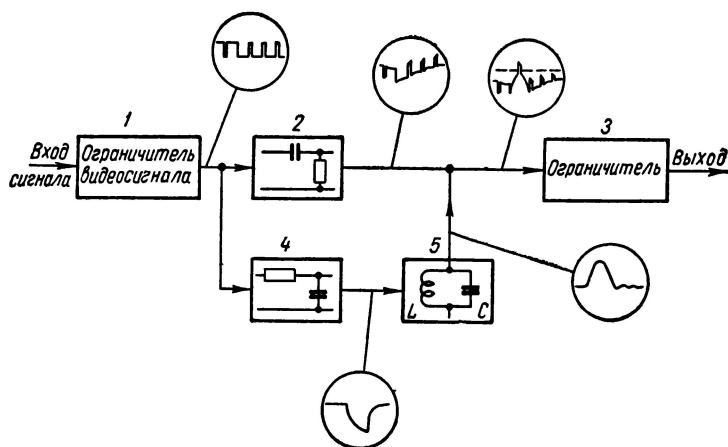 1
2
3
Вход
сигнала
Ограничитель
видеосигнала
Ограничитель
Выход
4
5
L
C